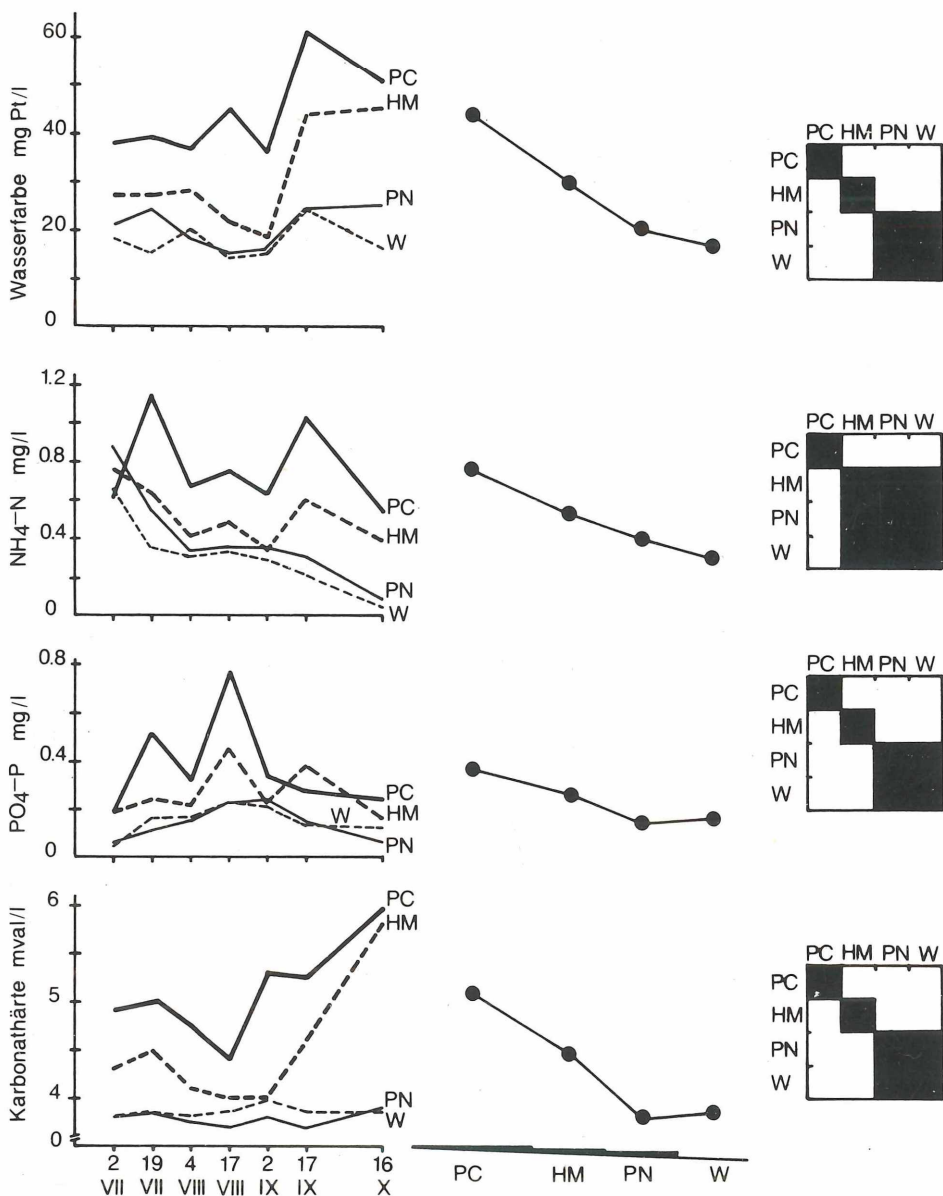 Wasserfarbe mg Pt/l
60
40
20
0
PC
HM
PN
W
PC HM PN W
PC
HM
PN
W
NH4–N mg/l
1.2
0.8
0.4
0
PC
HM
PN
W
PC HM PN W
PC
HM
PN
W
PO4–P mg/l
0.8
0.4
0
W
PC
HM
PN
PC HM PN W
PC
HM
PN
W
Karbonathärte mval/l
6
5
4
0
PC
HM
PN
W
PC HM PN W
PC
HM
PN
W
2 19 4 17 2 17 16
VII VII VIII VIII IX IX X
PC HM PN W